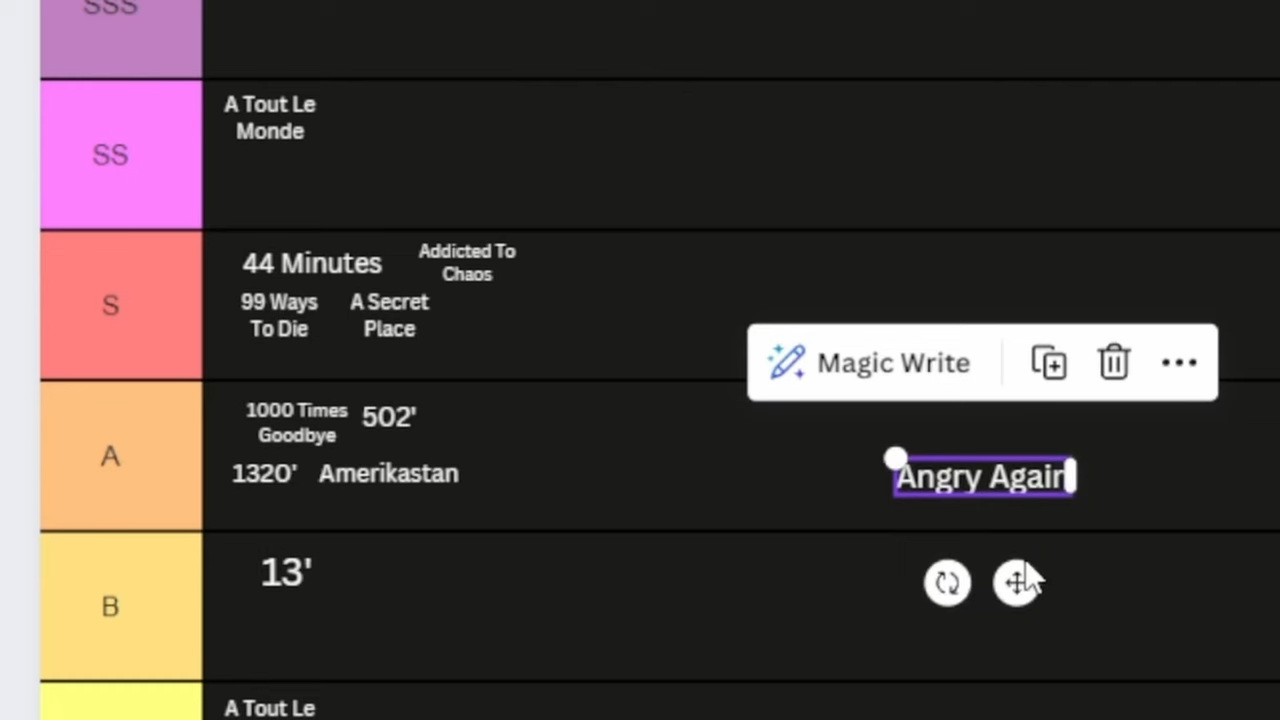 SSS
SS
A Tout Le
Monde
S
44 Minutes
Addicted To
Chaos
99 Ways
To Die
A Secret
Place
Magic Write
A
1000 Times
Goodbye
502'
1320'
Amerikastan
Angry Again
B
13'
A Tout Le